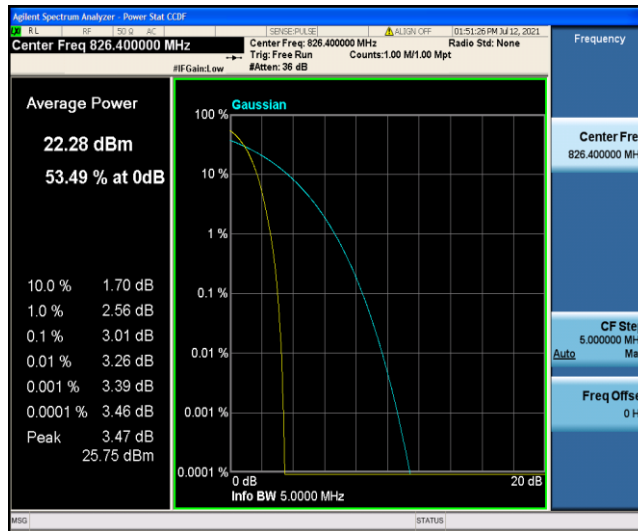 Agilent Spectrum Analyzer - Power Stat CCDF
RL RF 50 Ω AC SENSE:PULSE ALIGN OFF 01:51:26 PM Jul 12, 2021
Center Freq 826.400000 MHz
Center Freq: 826.400000 MHz Radio Std: None
Trig: Free Run Counts:1.00 M/1.00 Mpt
#IFGain:Low #Atten: 36 dB
Frequency
Average Power
22.28 dBm
53.49 % at 0dB
10.0 % 1.70 dB
1.0 % 2.56 dB
0.1 % 3.01 dB
0.01 % 3.26 dB
0.001 % 3.39 dB
0.0001 % 3.46 dB
Peak 3.47 dB
25.75 dBm
Gaussian
100 %
10 %
1 %
0.1 %
0.01 %
0.001 %
0.0001 %
0 dB 20 dB
Info BW 5.0000 MHz
Center Fre
826.400000 MH
CF Ste
5.000000 MH
Auto Ma
Freq Offse
0 H
MSG STATUS